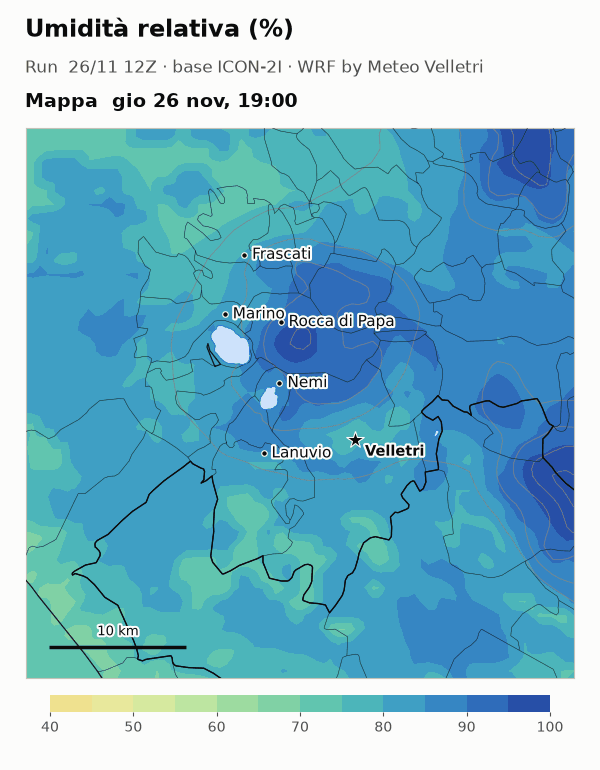 Umidità relativa (%)
Run  26/11 12Z · base ICON-2I · WRF by Meteo Velletri
Mappa  gio 26 nov, 19:00
Frascati
Marino
Rocca di Papa
Nemi
Velletri
Lanuvio
10 km
40 50 60 70 80 90 100